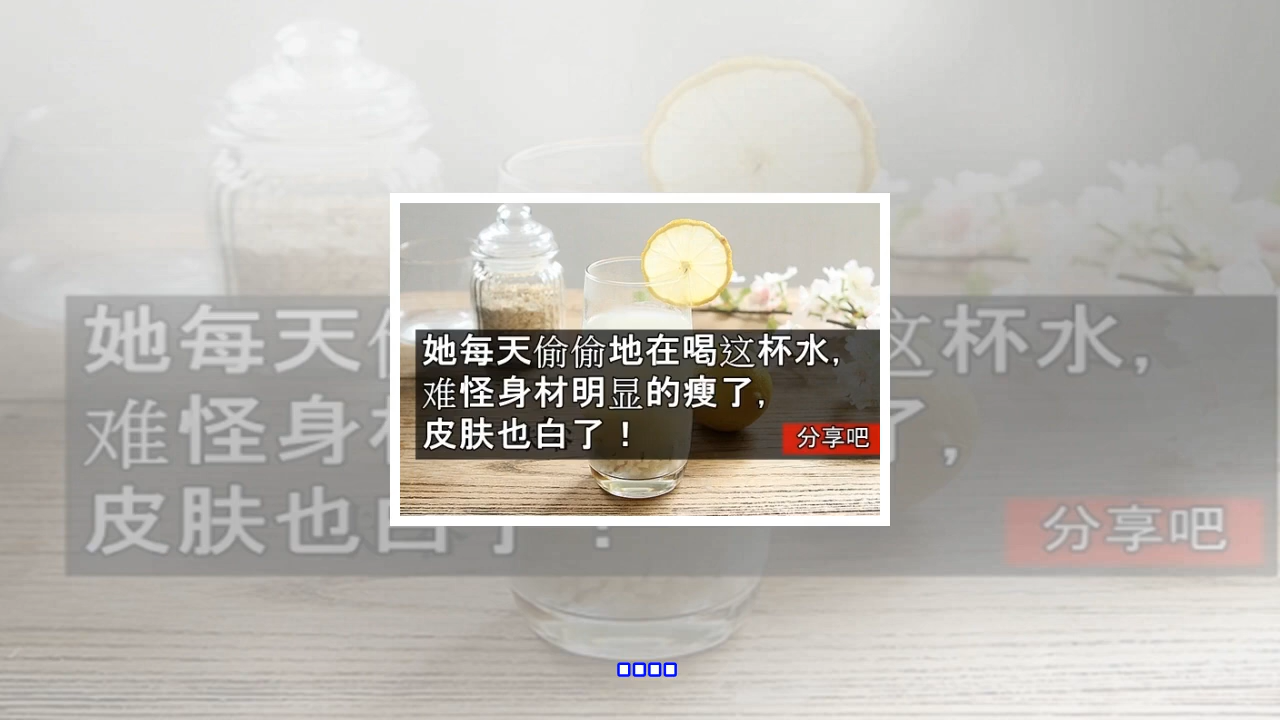 她每天偷偷地在喝这杯水,
难怪身材明显的瘦了,
皮肤也白了！
分享吧